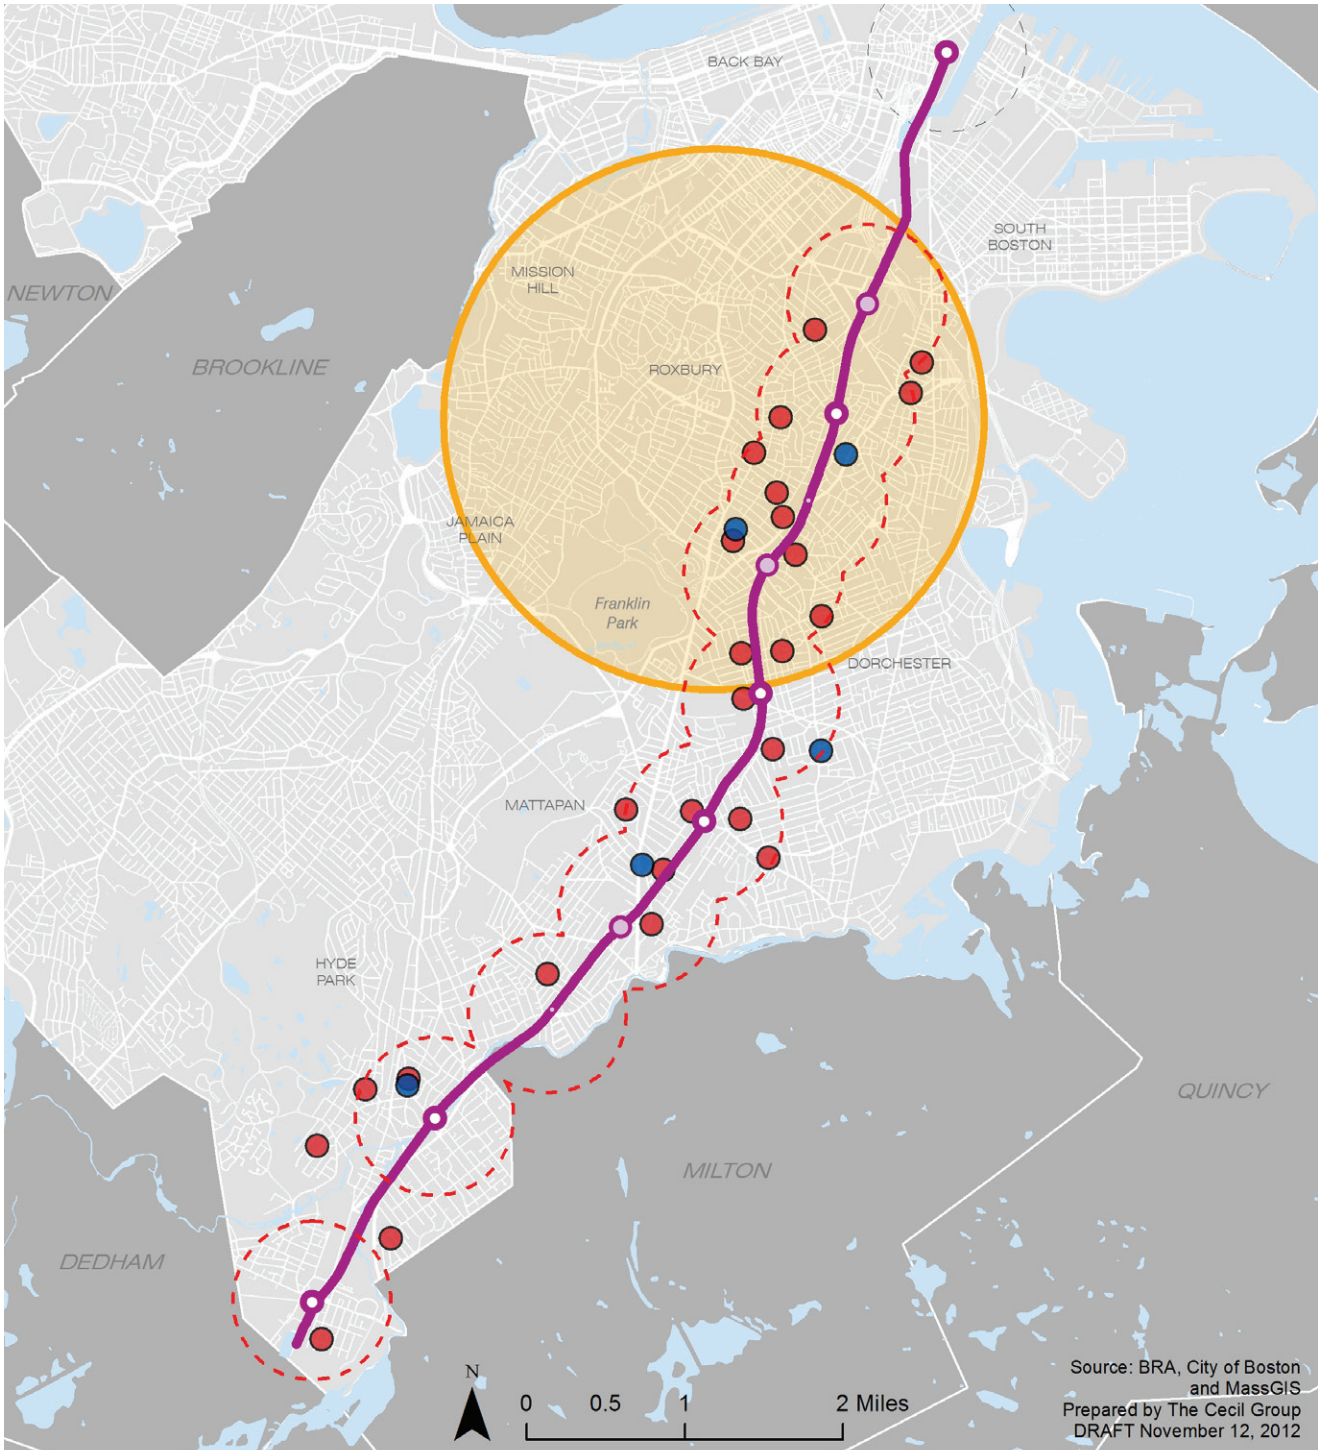 BACK BAY
SOUTH
BOSTON
MISSION
HILL
NEWTON
BROOKLINE
ROXBURY
JAMAICA
PLAIN
Franklin
Park
DORCHESTER
MATTAPAN
HYDE
PARK
QUINCY
MILTON
DEDHAM
N
0 0.5 1 2 Miles
Source: BRA, City of Boston
and MassGIS
Prepared by The Cecil Group
DRAFT November 12, 2012